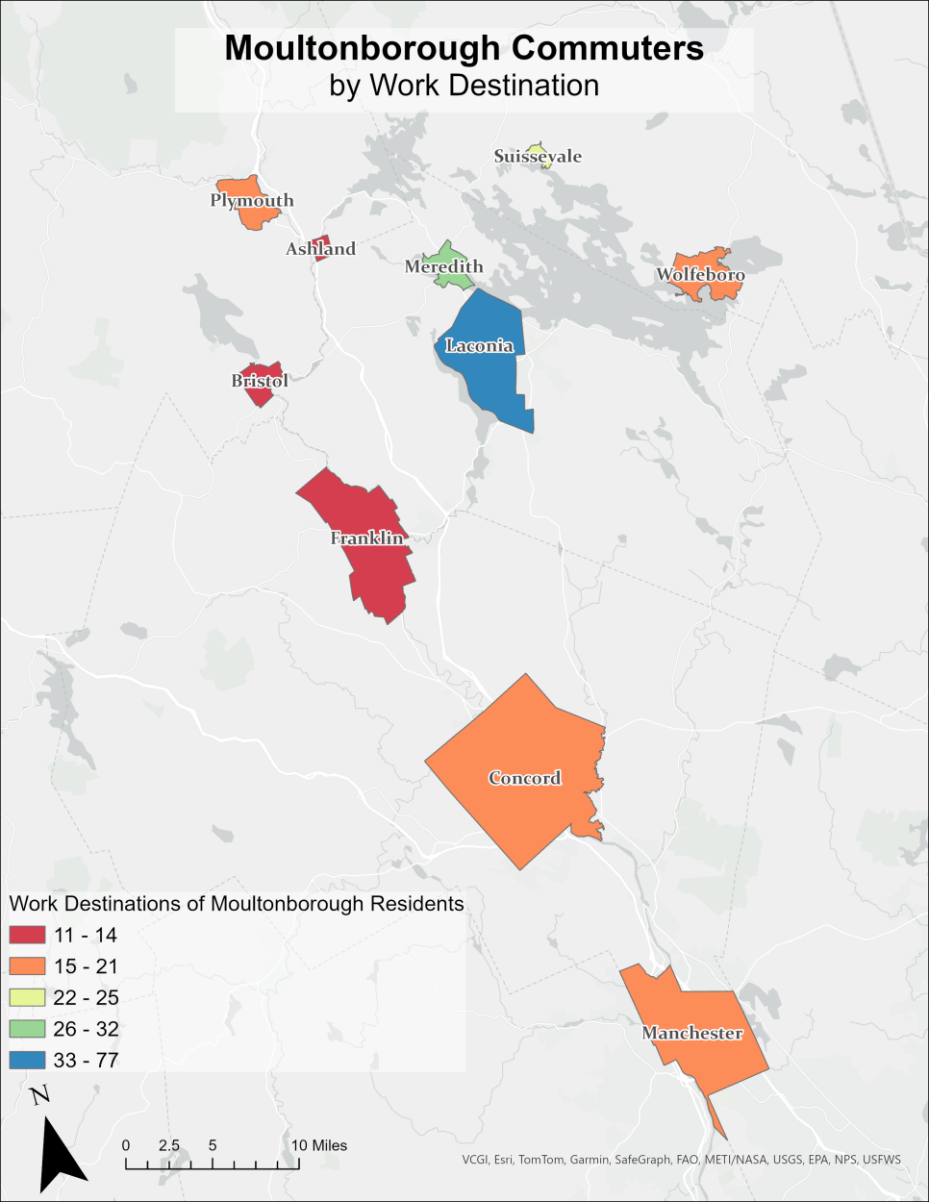 Moultonborough Commuters
by Work Destination
Suissevale
Plymouth
Ashland
Meredith
Wolfeboro
Laconia
Bristol
Franklin
Concord
Manchester
Work Destinations of Moultonborough Residents
11 - 14
15 - 21
22 - 25
26 - 32
33 - 77
N
0 2.5 5 10 Miles
VCGI, Esri, TomTom, Garmin, SafeGraph, FAO, METI/NASA, USGS, EPA, NPS, USFWS